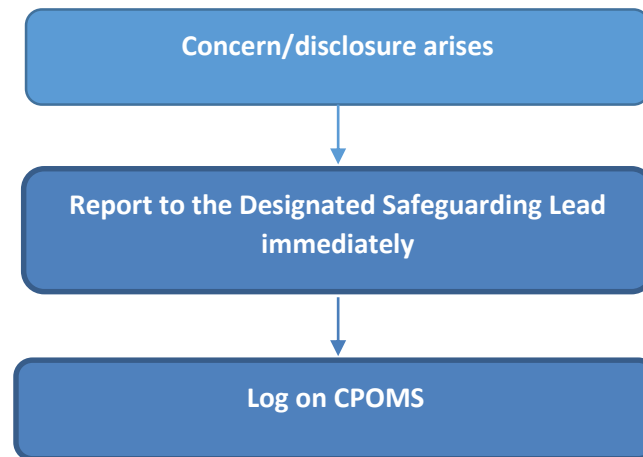 Concern/disclosure arises
Report to the Designated Safeguarding Lead
immediately
Log on CPOMS